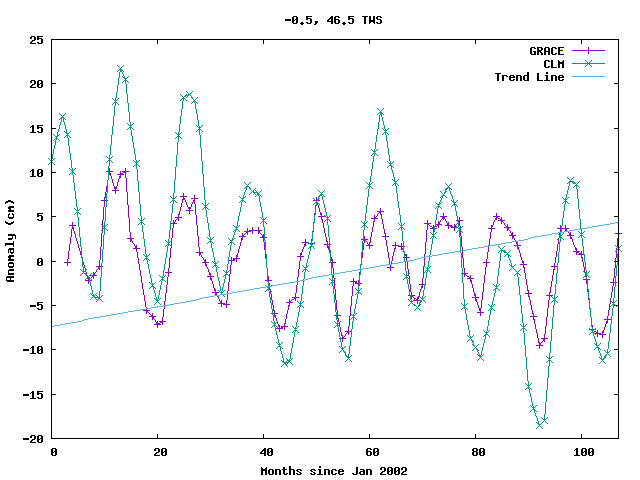 -0.5, 46.5 TWS
GRACE
CLM
Trend Line
25
20
15
10
5
0
-5
-10
-15
-20
Anomaly (cm)
0 20 40 60 80 100
Months since Jan 2002